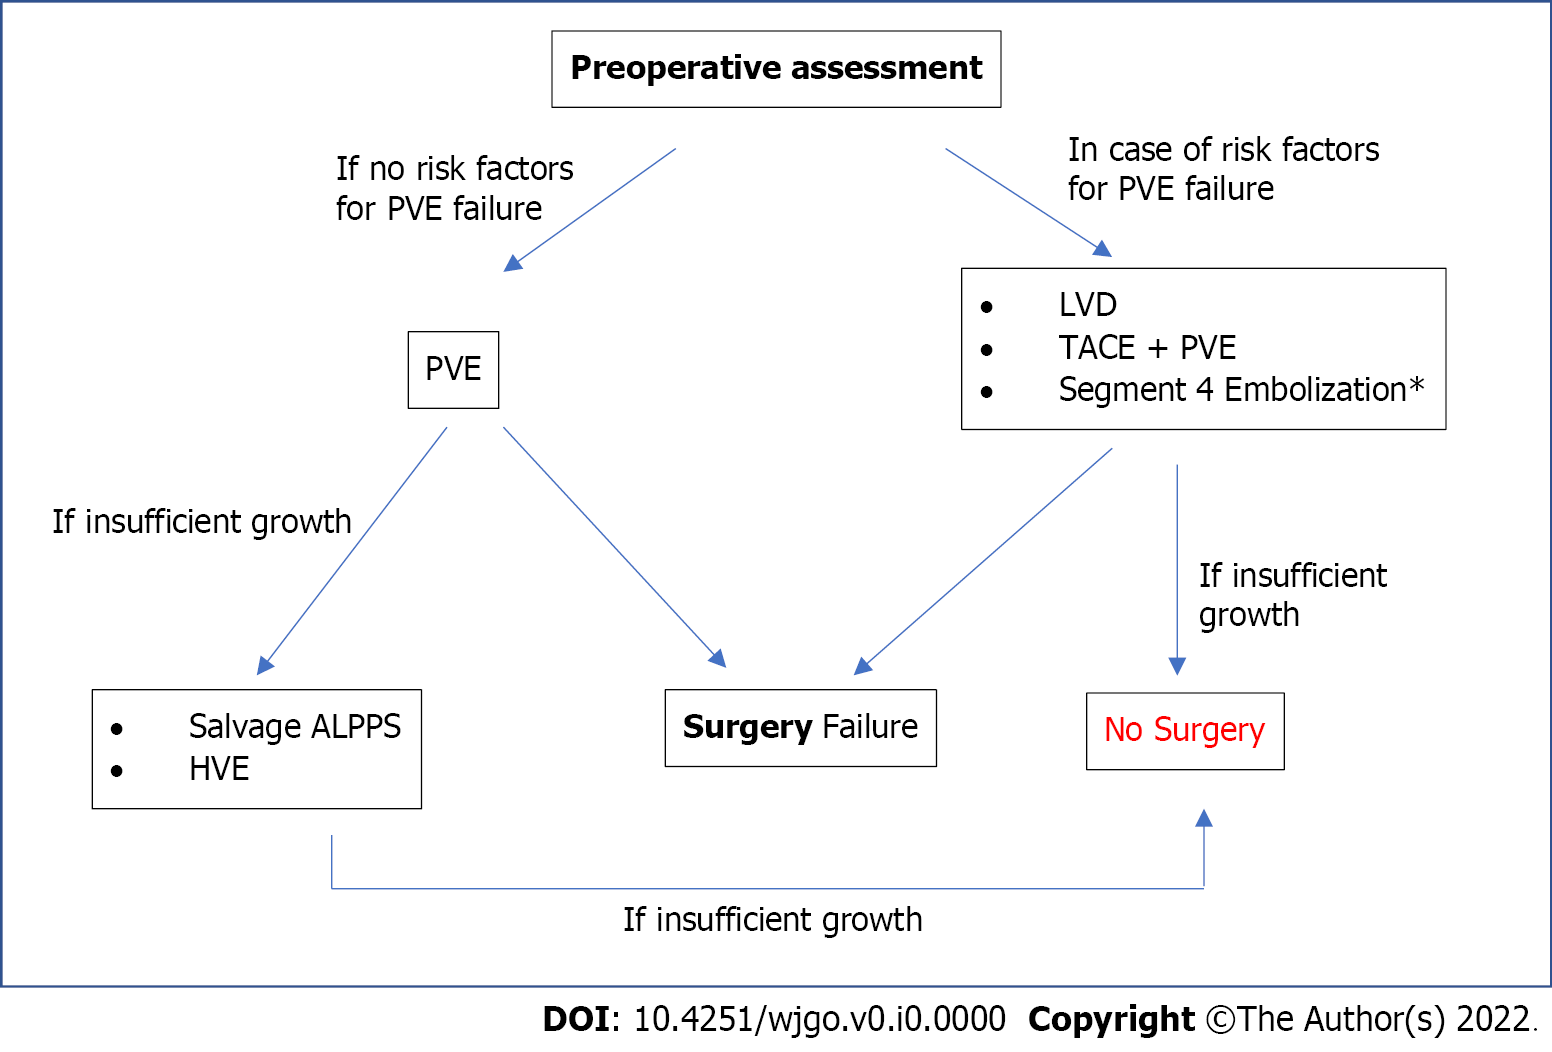 Preoperative assessment
If no risk factors
for PVE failure
In case of risk factors
for PVE failure
PVE
• LVD
• TACE + PVE
• Segment 4 Embolization*
If insufficient growth
If insufficient
growth
• Salvage ALPPS
• HVE
Surgery Failure
No Surgery
If insufficient growth
DOI: 10.4251/wjgo.v0.i0.0000 Copyright ©The Author(s) 2022.